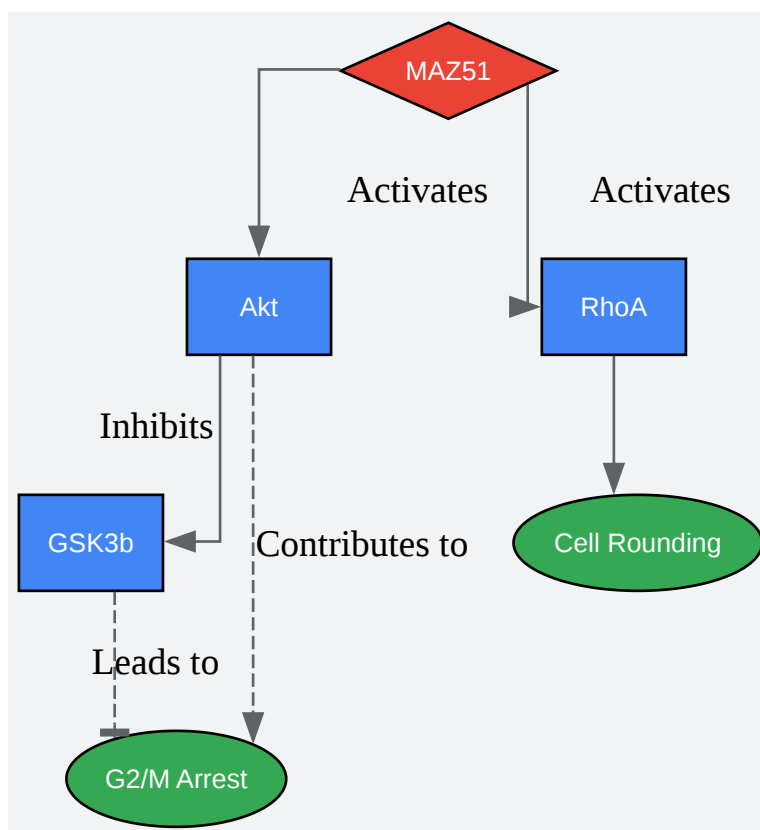 MAZ51
Activates
Activates
Akt
RhoA
Inhibits
GSK3b
Contributes to
Cell Rounding
Leads to
G2/M Arrest